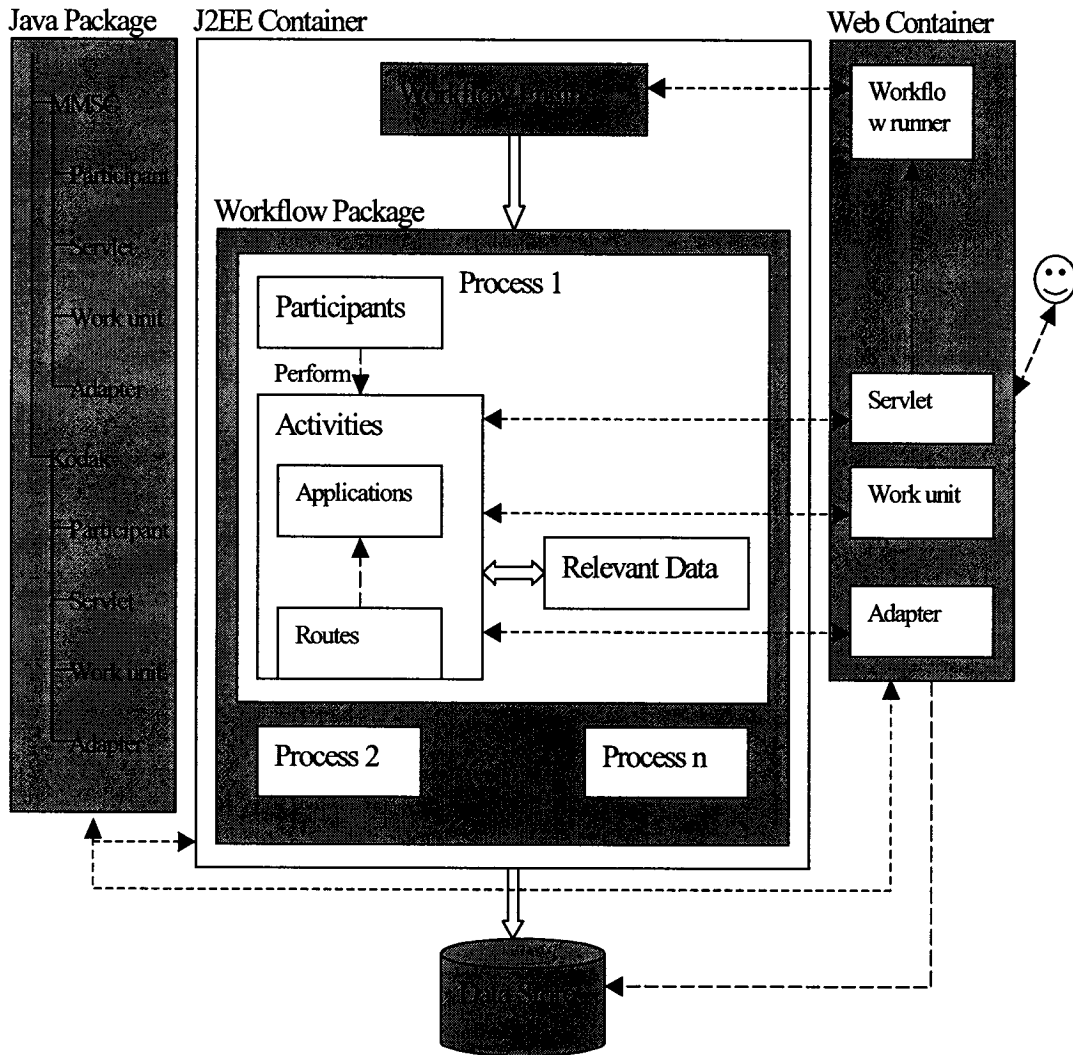 Java Package
J2EE Container
Web Container
MMSG
Participant
Servlet
Work unit
Adapter
Kodak
Participant
Servlet
Work unit
Adapter
Workflow
Workflow Package
Process 1
Participants
Perform
Activities
Applications
Routes
Relevant Data
Process 2
Process n
Data Store
Workflo
w runner
Servlet
Work unit
Adapter